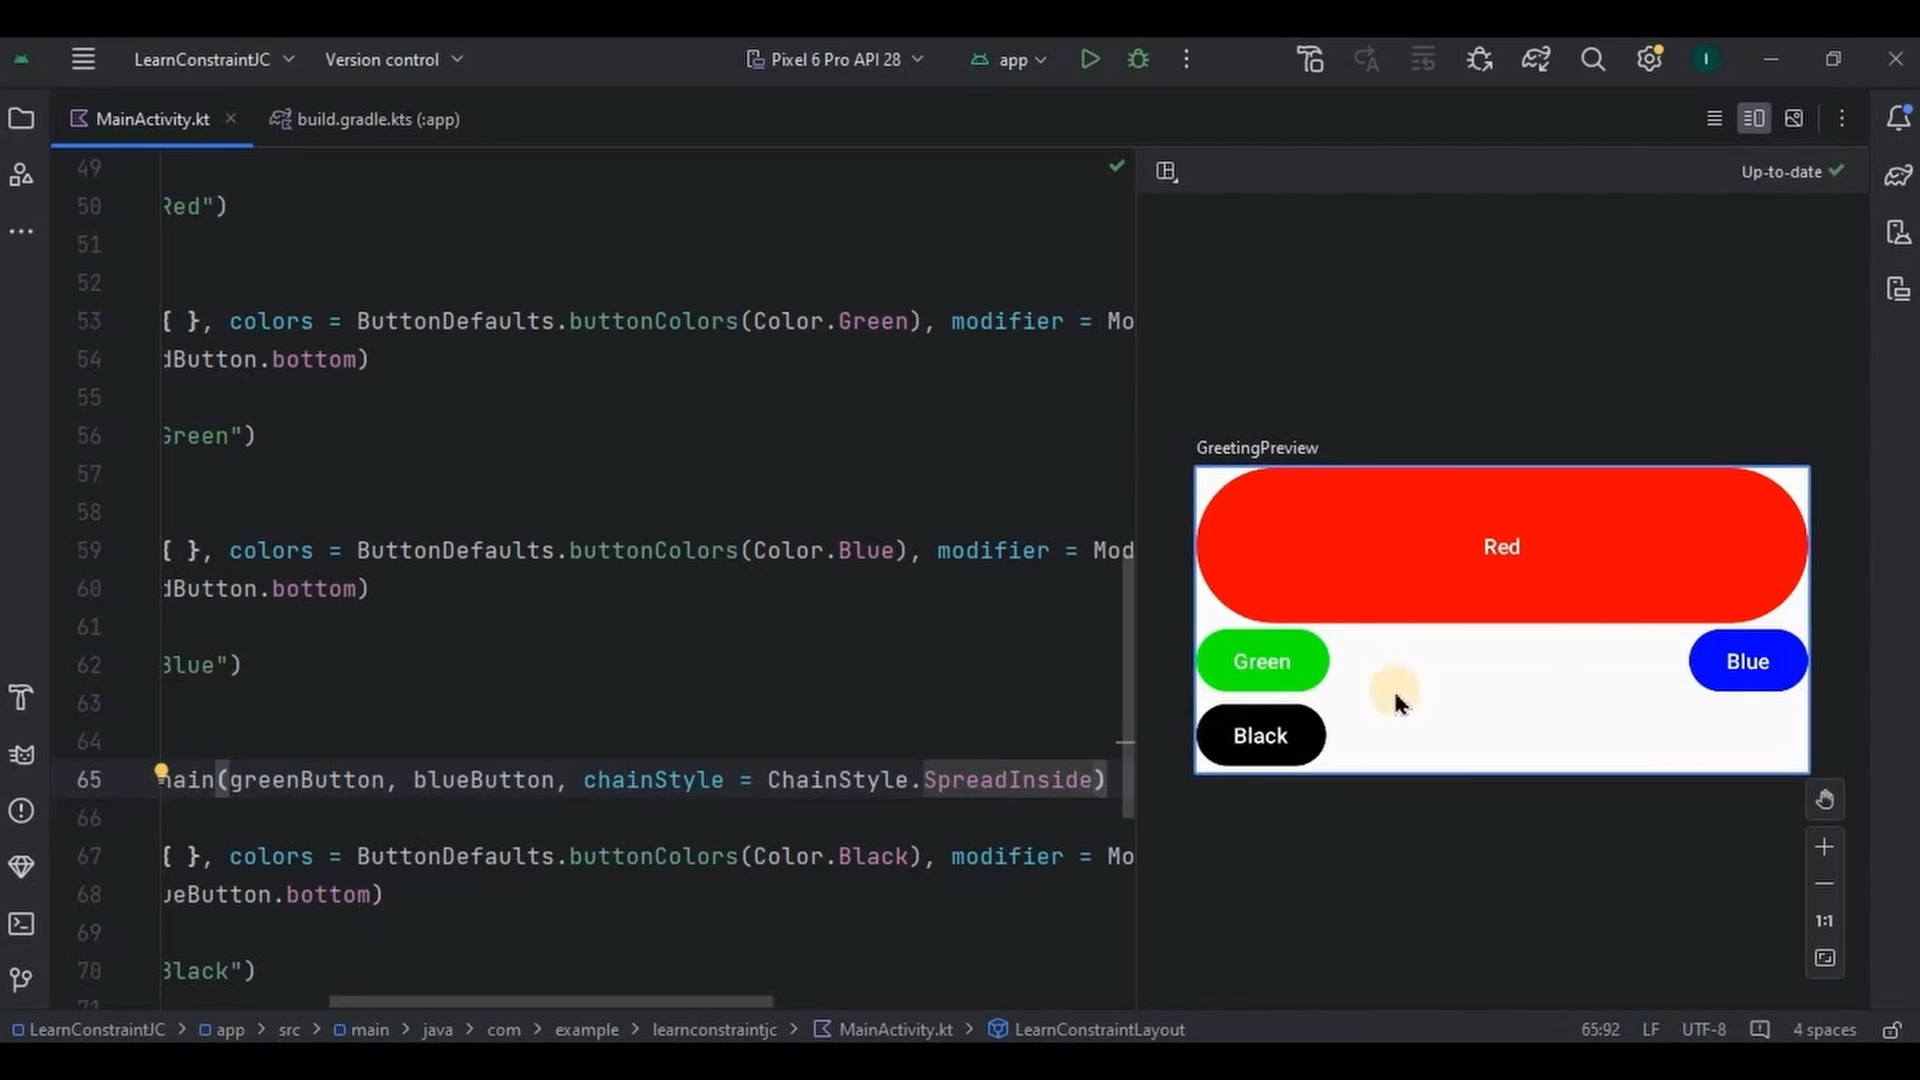 LearnConstraintJC Version control Pixel 6 Pro API 28 app I
MainActivity.kt build.gradle.kts (:app)
Up-to-date
49
50 Red")
51
52
53 { }, colors = ButtonDefaults.buttonColors(Color.Green), modifier = Mo
54 dButton.bottom)
55
56 Green")
57
58
59 { }, colors = ButtonDefaults.buttonColors(Color.Blue), modifier = Mod
60 dButton.bottom)
61
62 Blue")
63
64
65 hain(greenButton, blueButton, chainStyle = ChainStyle.SpreadInside)
66
67 { }, colors = ButtonDefaults.buttonColors(Color.Black), modifier = Mo
68 ueButton.bottom)
69
70 Black")
71
GreetingPreview
Red
Green Blue
Black
1:1
LearnConstraintJC > app > src > main > java > com > example > learnconstraintjc > MainActivity.kt > LearnConstraintLayout 65:92 LF UTF-8 4 spaces